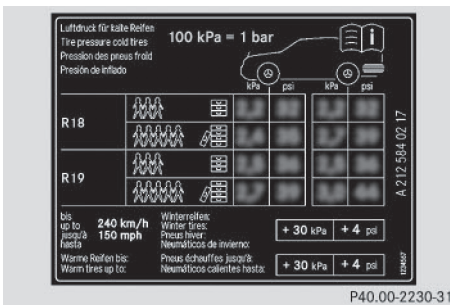 Luftdruck für kalte Reifen
Tire pressure cold tires
Pression des pneus froid
Presión de inflado
100 kPa = 1 bar
i
kPa psi kPa psi
R18
R19
A 212 584 02 17
bis
up to
jusqu'à
hasta
240 km/h
150 mph
Winterreifen:
Winter tires:
Pneus hiver:
Neumáticos de invierno:
+ 30 kPa + 4 psi
Warme Reifen bis:
Warm tires up to:
Pneus échauffes jusqu'à:
Neumáticos calientes hasta:
+ 30 kPa + 4 psi
1234567
P40.00-2230-31